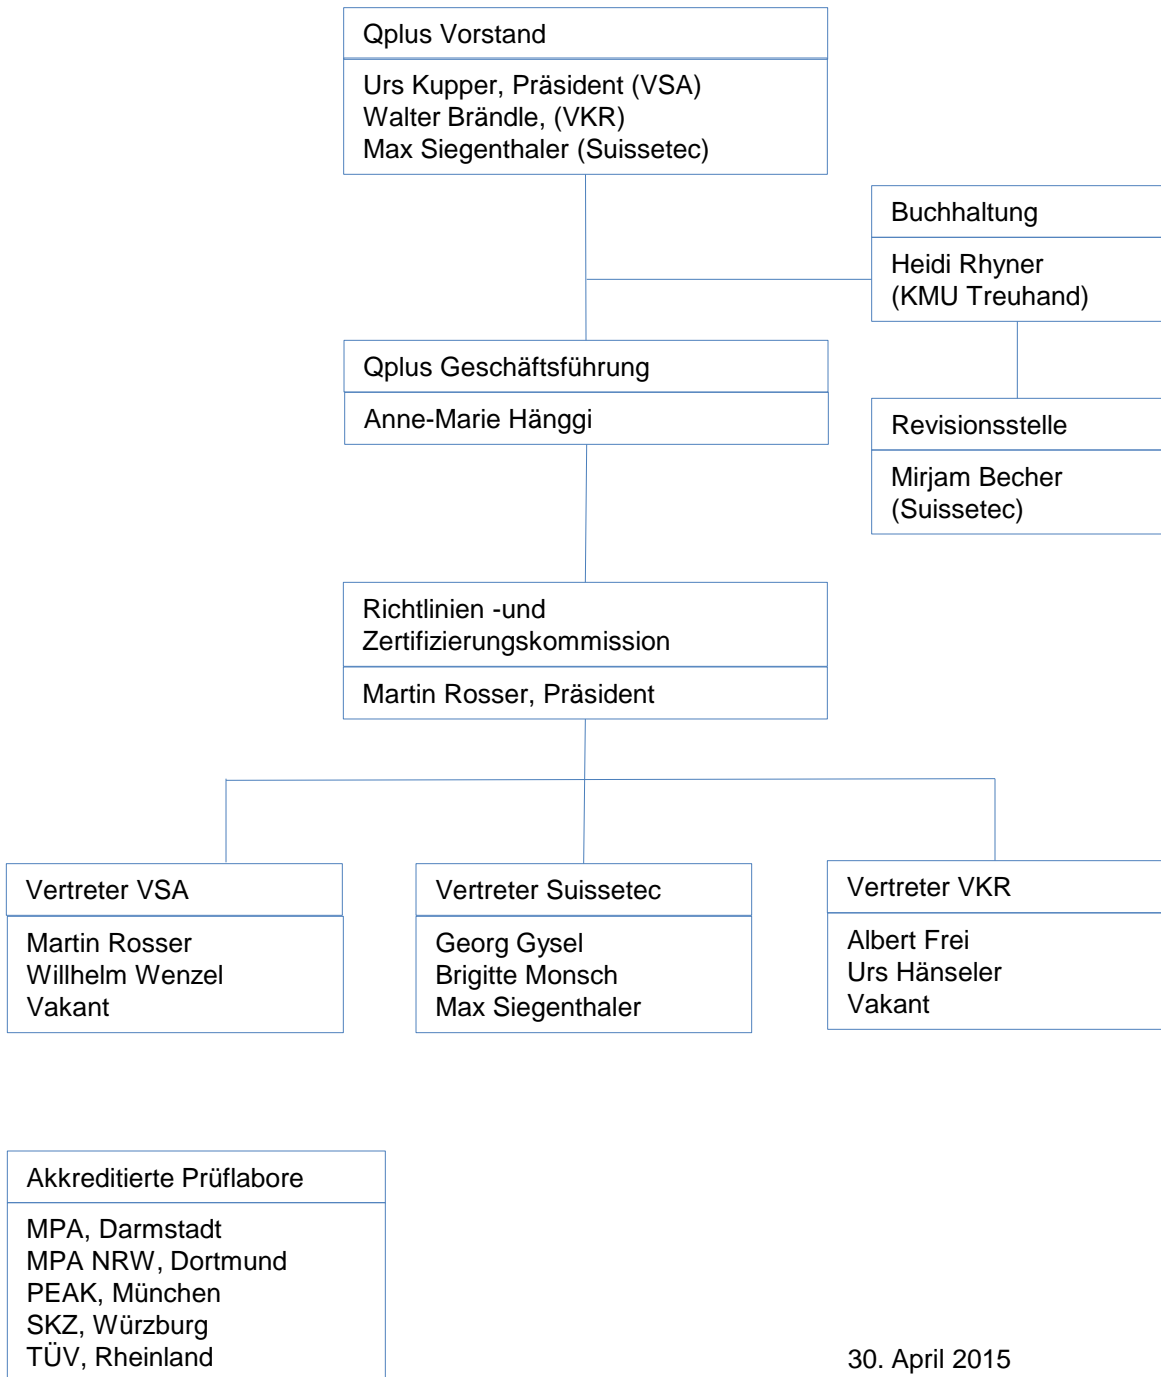 Qplus Vorstand
Urs Kupper, Präsident (VSA)
Walter Brändle, (VKR)
Max Siegenthaler (Suissetec)
Buchhaltung
Heidi Rhyner
(KMU Treuhand)
Qplus Geschäftsführung
Anne-Marie Hänggi
Revisionsstelle
Mirjam Becher
(Suissetec)
Richtlinien -und
Zertifizierungskommission
Martin Rosser, Präsident
Vertreter VSA
Martin Rosser
Willhelm Wenzel
Vakant
Vertreter Suissetec
Georg Gysel
Brigitte Monsch
Max Siegenthaler
Vertreter VKR
Albert Frei
Urs Hänseler
Vakant
Akkreditierte Prüflabore
MPA, Darmstadt
MPA NRW, Dortmund
PEAK, München
SKZ, Würzburg
TÜV, Rheinland
30. April 2015